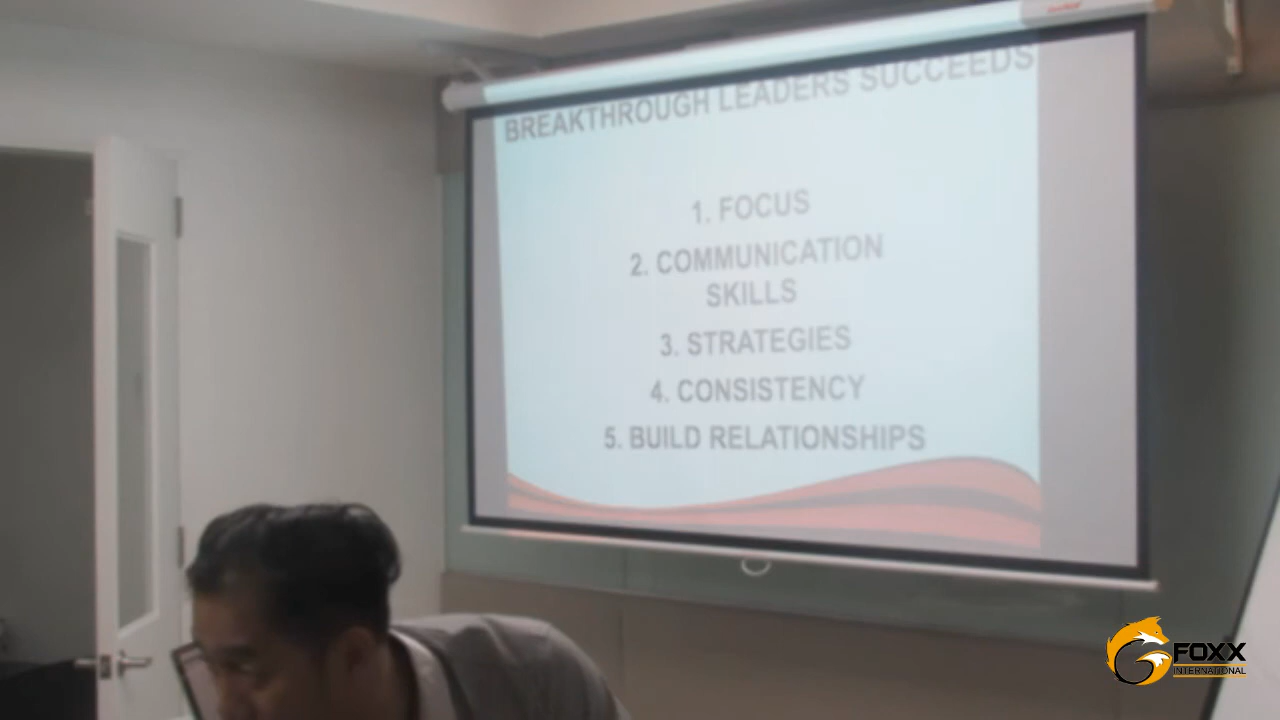 BREAKTHROUGH LEADERS SUCCEEDS
1. FOCUS
2. COMMUNICATION
SKILLS
3. STRATEGIES
4. CONSISTENCY
5. BUILD RELATIONSHIPS
FOXX
INTERNATIONAL